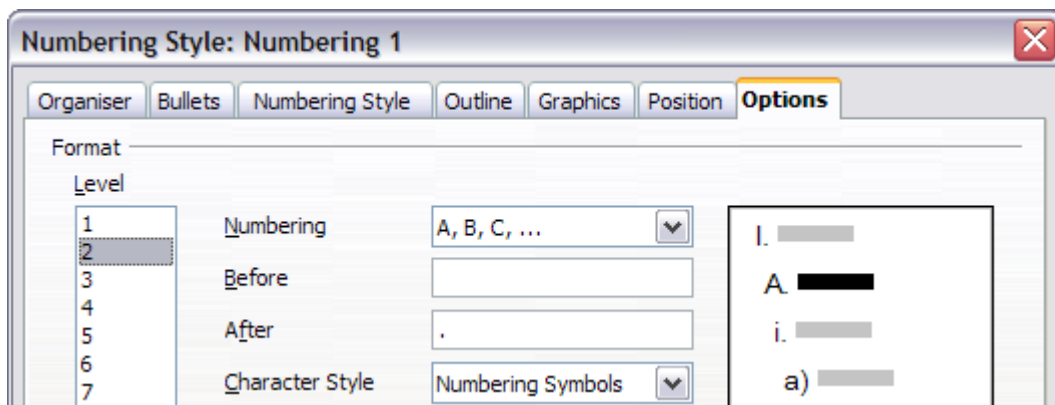 Numbering Style: Numbering 1
Organiser Bullets Numbering Style Outline Graphics Position Options
Format
Level
1
2
3
4
5
6
7
Numbering A, B, C, ...
Before
After .
Character Style Numbering Symbols
I.
A.
i.
a)